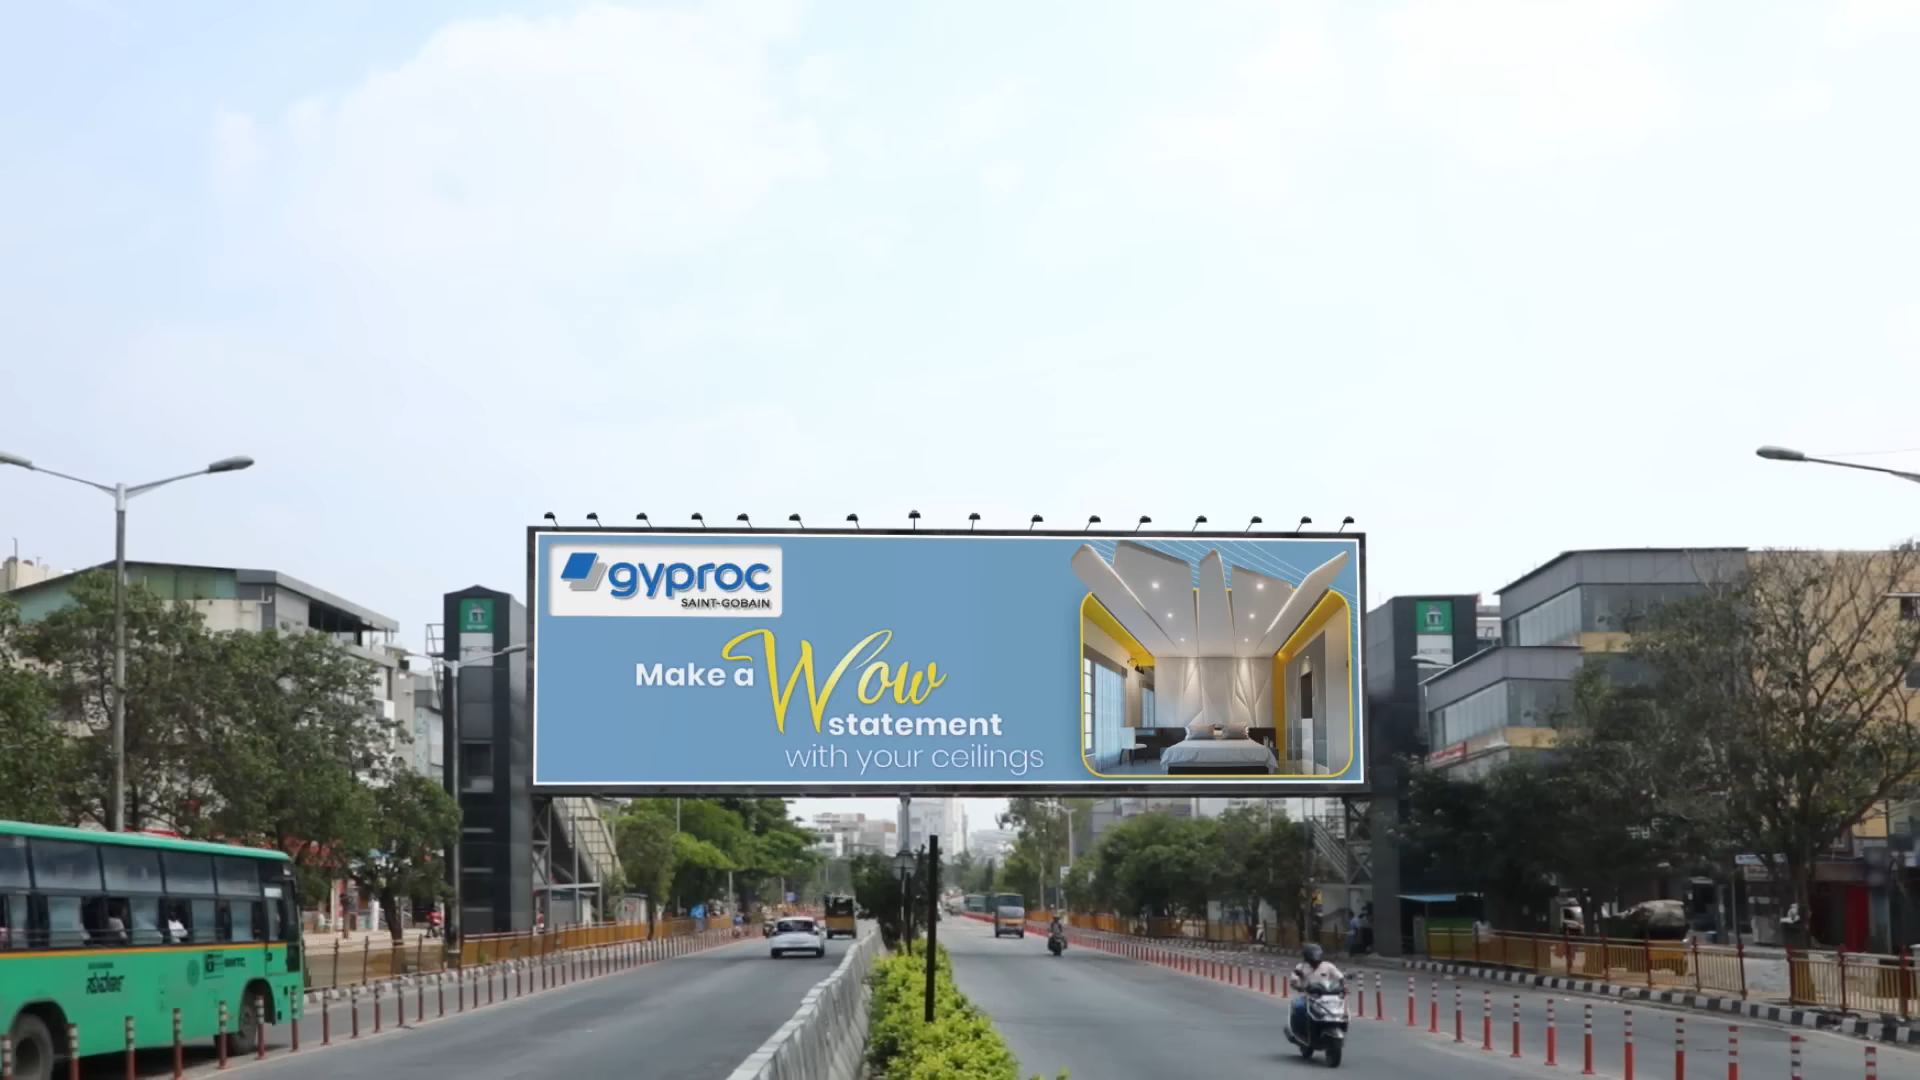 gyproc
SAINT-GOBAIN
Make a Wow
statement
with your ceilings